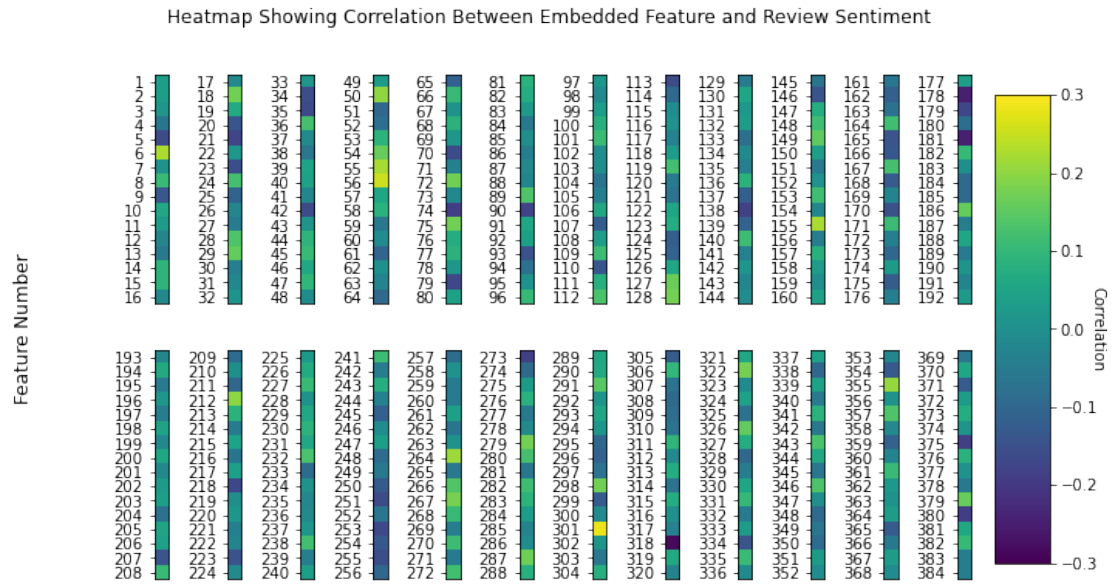 Heatmap Showing Correlation Between Embedded Feature and Review Sentiment
1 17 33 49 65 81 97 113 129 145 161 177
2 18 34 50 66 82 98 114 130 146 162 178
3 19 35 51 67 83 99 115 131 147 163 179
4 20 36 52 68 84 100 116 132 148 164 180
5 21 37 53 69 85 101 117 133 149 165 181
6 22 38 54 70 86 102 118 134 150 166 182
7 23 39 55 71 87 103 119 135 151 167 183
8 24 40 56 72 88 104 120 136 152 168 184
9 25 41 57 73 89 105 121 137 153 169 185
10 26 42 58 74 90 106 122 138 154 170 186
11 27 43 59 75 91 107 123 139 155 171 187
12 28 44 60 76 92 108 124 140 156 172 188
13 29 45 61 77 93 109 125 141 157 173 189
14 30 46 62 78 94 110 126 142 158 174 190
15 31 47 63 79 95 111 127 143 159 175 191
16 32 48 64 80 96 112 128 144 160 176 192
193 209 225 241 257 273 289 305 321 337 353 369
194 210 226 242 258 274 290 306 322 338 354 370
195 211 227 243 259 275 291 307 323 339 355 371
196 212 228 244 260 276 292 308 324 340 356 372
197 213 229 245 261 277 293 309 325 341 357 373
198 214 230 246 262 278 294 310 326 342 358 374
199 215 231 247 263 279 295 311 327 343 359 375
200 216 232 248 264 280 296 312 328 344 360 376
201 217 233 249 265 281 297 313 329 345 361 377
202 218 234 250 266 282 298 314 330 346 362 378
203 219 235 251 267 283 299 315 331 347 363 379
204 220 236 252 268 284 300 316 332 348 364 380
205 221 237 253 269 285 301 317 333 349 365 381
206 222 238 254 270 286 302 318 334 350 366 382
207 223 239 255 271 287 303 319 335 351 367 383
208 224 240 256 272 288 304 320 336 352 368 384
Feature Number
0.3
0.2
0.1
0.0
−0.1
−0.2
−0.3
Correlation